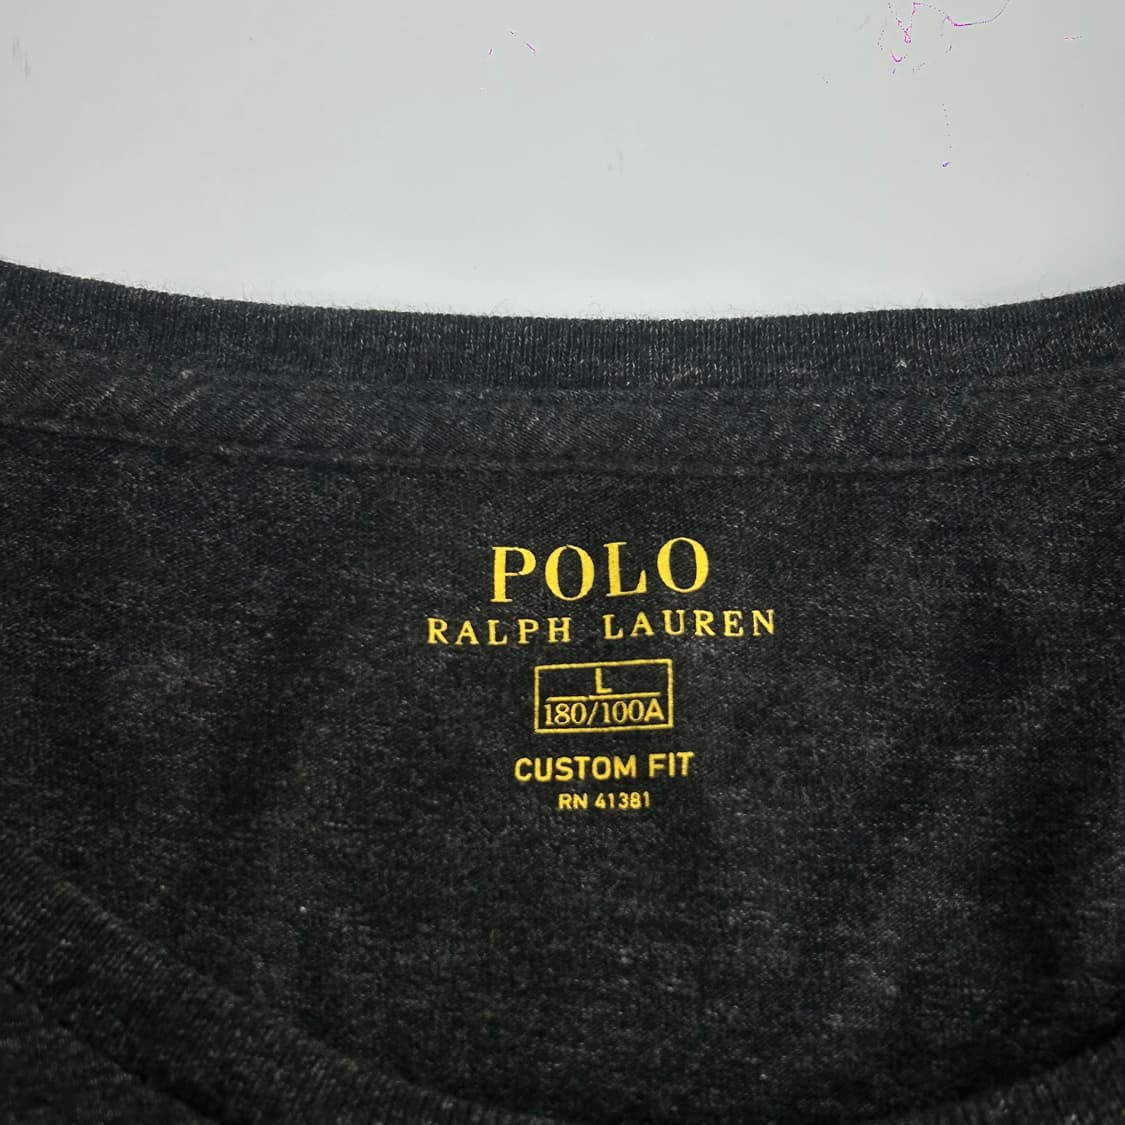 POLO
RALPH LAUREN
L
180/100A
CUSTOM FIT
RN 41381